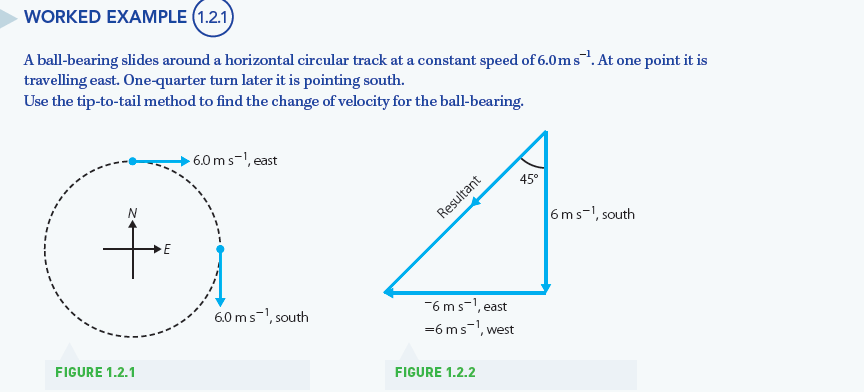 WORKED EXAMPLE 1.2.1
A ball-bearing slides around a horizontal circular track at a constant speed of 6.0 m s⁻¹. At one point it is
travelling east. One-quarter turn later it is pointing south.
Use the tip-to-tail method to find the change of velocity for the ball-bearing.
6.0 m s⁻¹, east
N
E
6.0 m s⁻¹, south
FIGURE 1.2.1
45°
Resultant
6 m s⁻¹, south
⁻6 m s⁻¹, east
=6 m s⁻¹, west
FIGURE 1.2.2